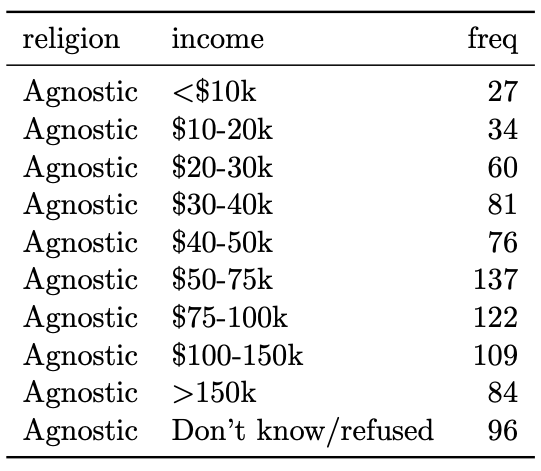 religion income freq
Agnostic <$10k 27
Agnostic $10-20k 34
Agnostic $20-30k 60
Agnostic $30-40k 81
Agnostic $40-50k 76
Agnostic $50-75k 137
Agnostic $75-100k 122
Agnostic $100-150k 109
Agnostic >150k 84
Agnostic Don’t know/refused 96